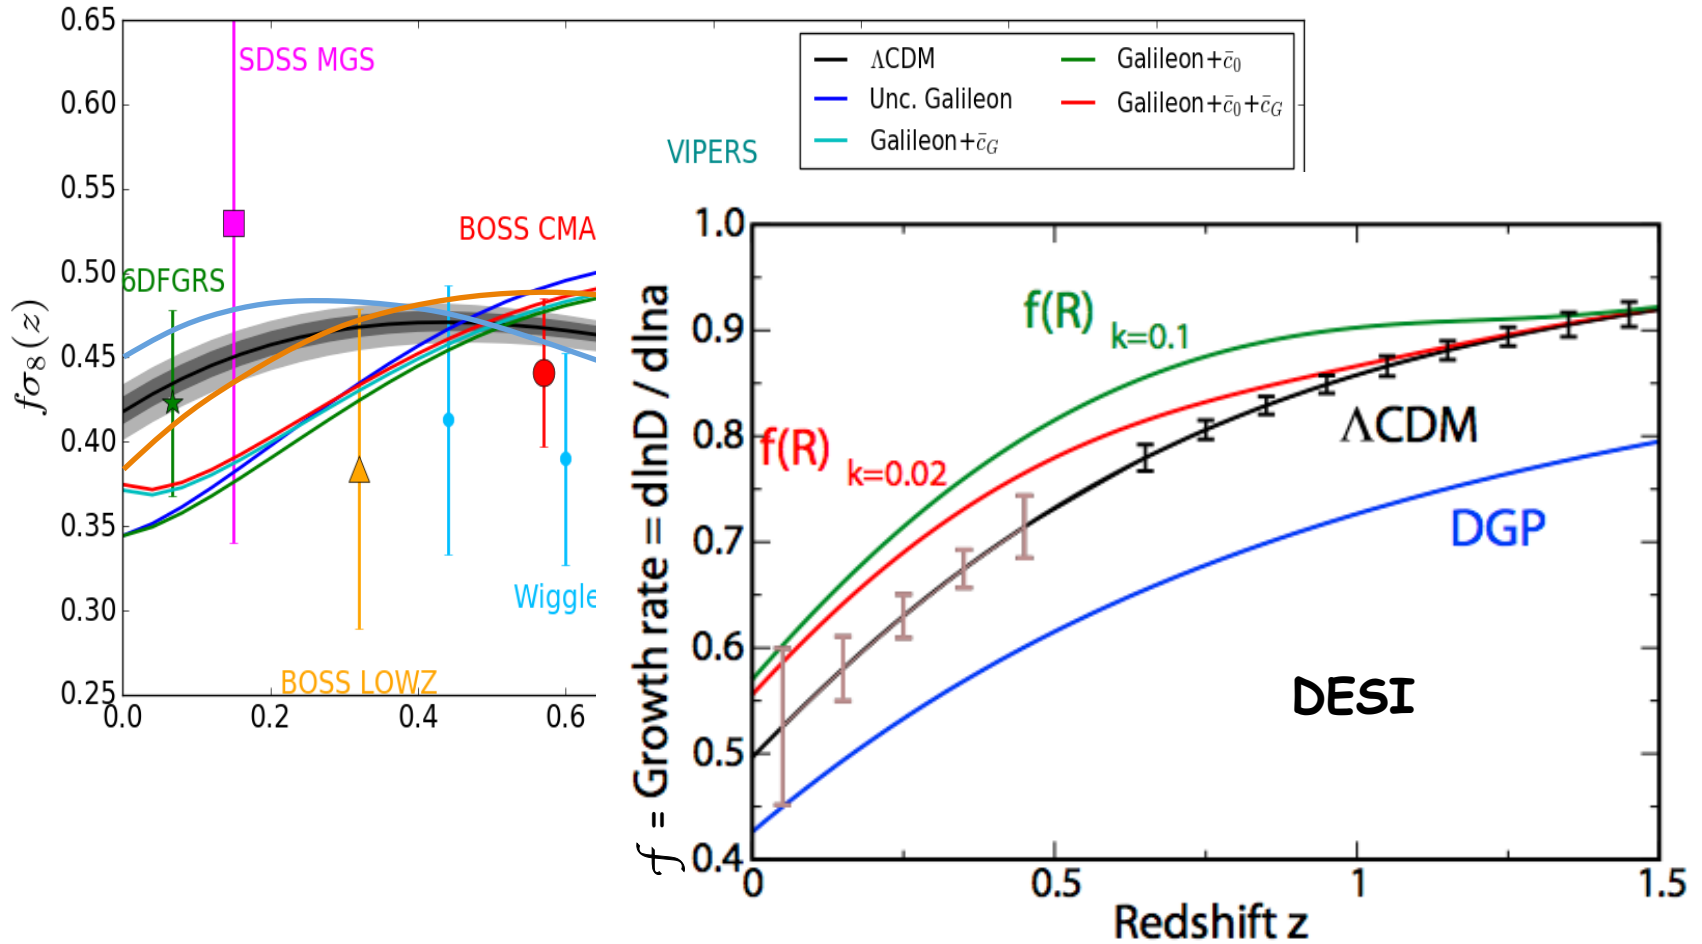 0.65
0.60
0.55
0.50
0.45
0.40
0.35
0.30
0.25
0.0
0.2
0.4
0.6
fσ₈(z)
SDSS MGS
6DFGRS
BOSS CMA
BOSS LOWZ
Wiggle
VIPERS
ΛCDM
Unc. Galileon
Galileon+c̄_G
Galileon+c̄₀
Galileon+c̄₀+c̄_G
1.0
0.9
0.8
0.7
0.6
0.5
0.4
0
0.5
1
1.5
f = Growth rate = dlnD / dlna
Redshift z
f(R) k=0.1
f(R) k=0.02
ΛCDM
DGP
DESI